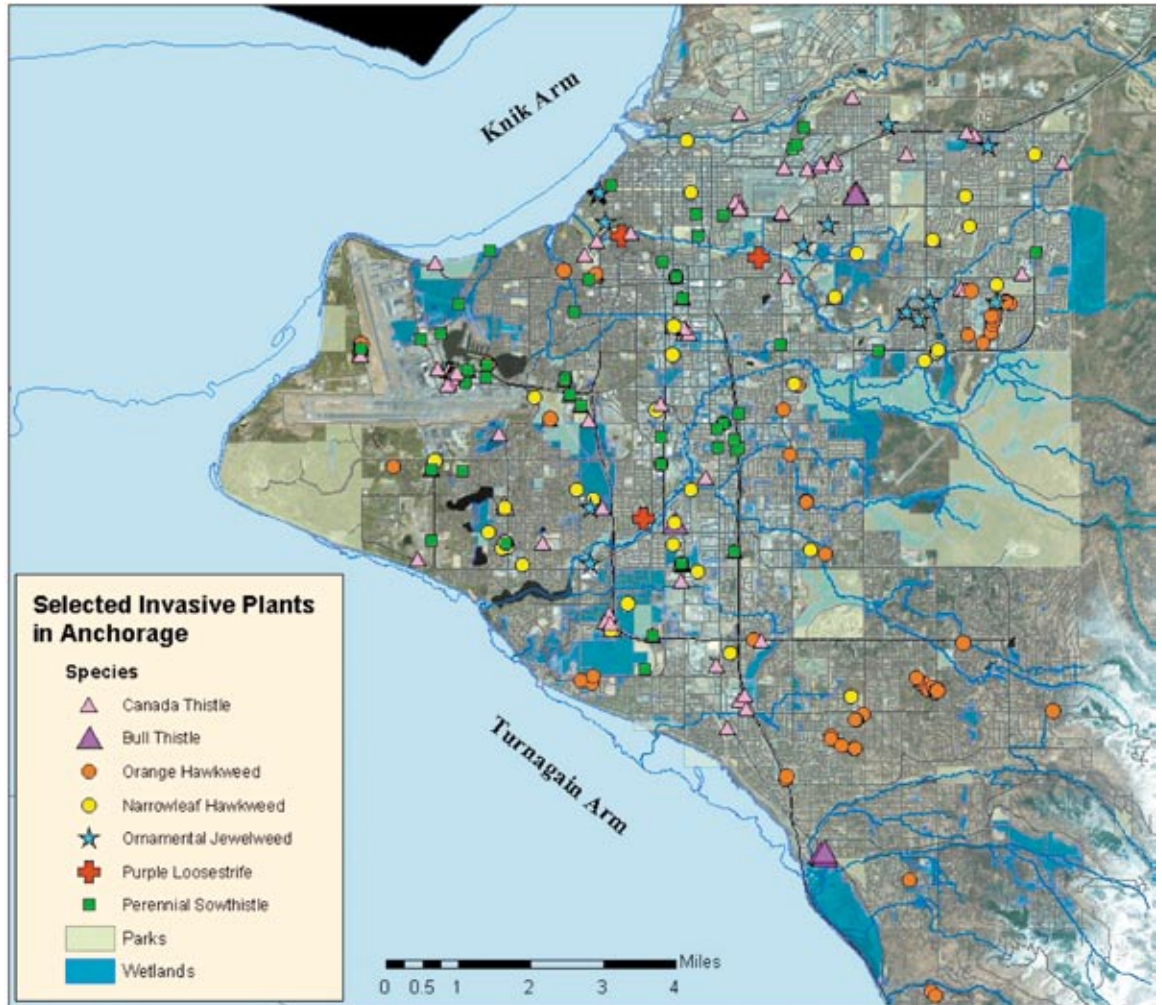 Knik Arm
Turnagain Arm
Selected Invasive Plants
in Anchorage
Species
Canada Thistle
Bull Thistle
Orange Hawkweed
Narrowleaf Hawkweed
Ornamental Jewelweed
Purple Loosestrife
Perennial Sowthistle
Parks
Wetlands
Miles
0 0.5 1 2 3 4